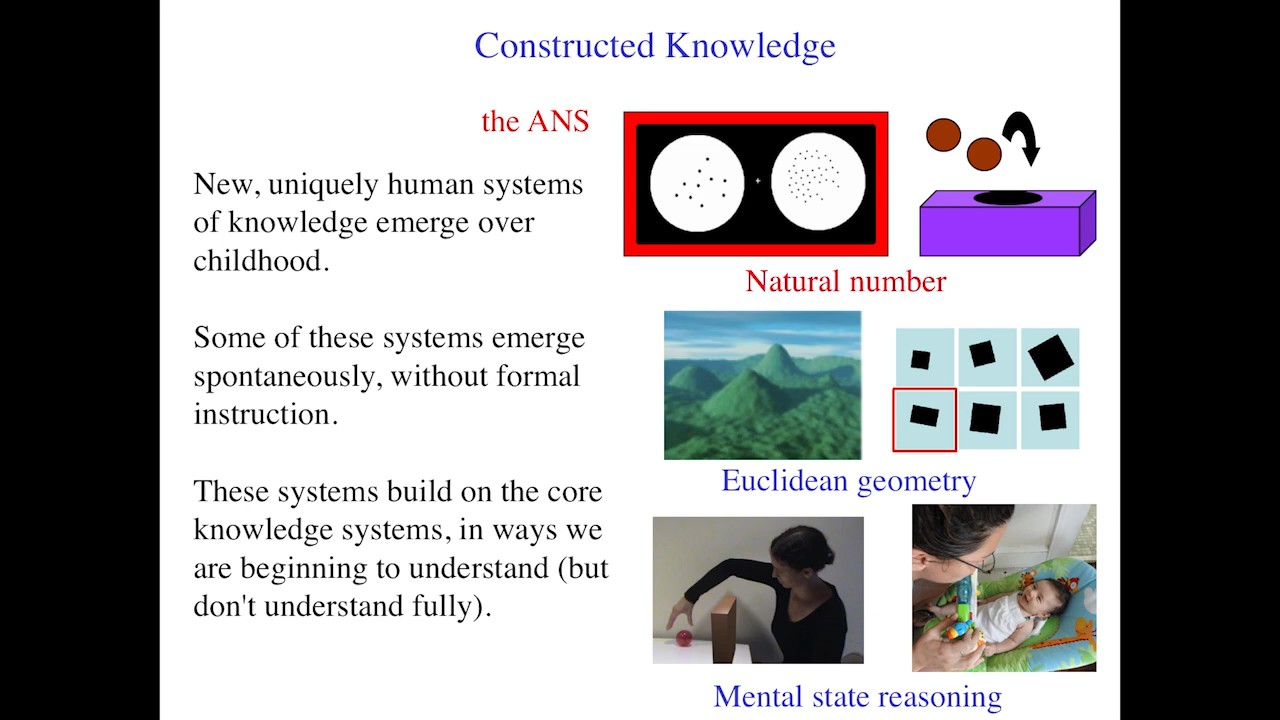 Constructed Knowledge
the ANS
New, uniquely human systems
of knowledge emerge over
childhood.
Natural number
Some of these systems emerge
spontaneously, without formal
instruction.
Euclidean geometry
These systems build on the core
knowledge systems, in ways we
are beginning to understand (but
don't understand fully).
Mental state reasoning